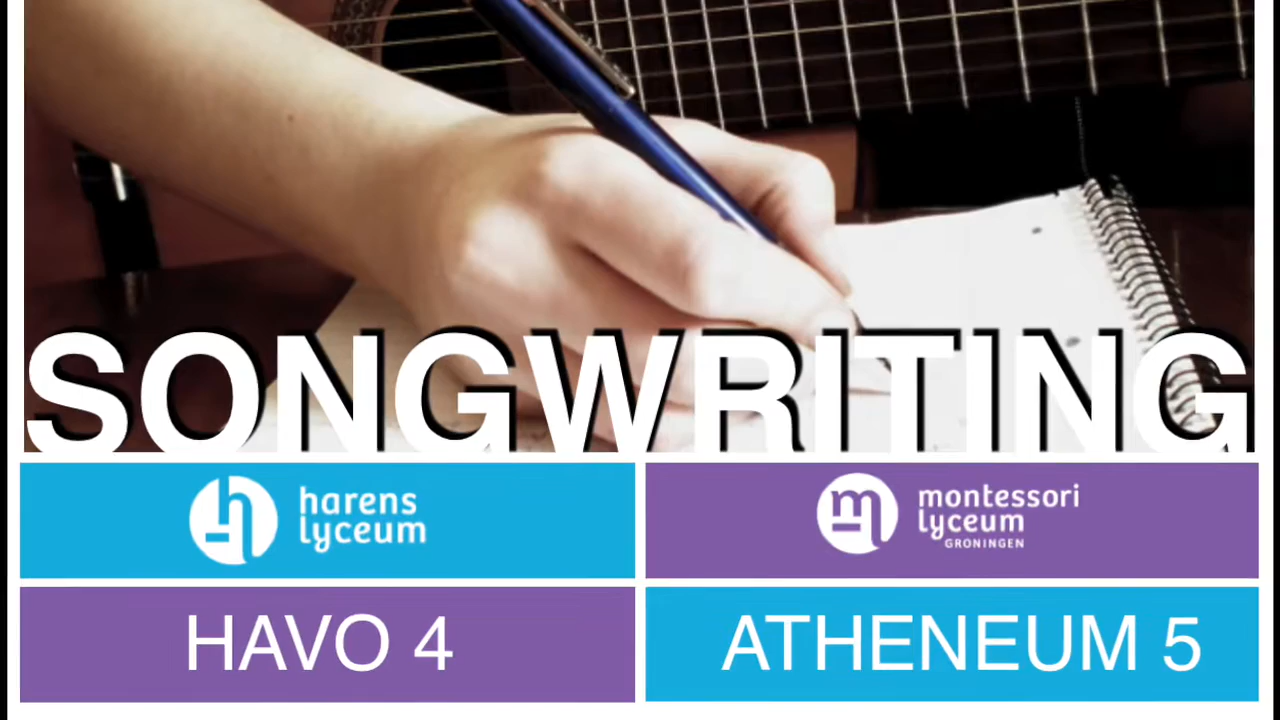 SONGWRITING
harens
lyceum
montessori
lyceum
GRONINGEN
HAVO 4
ATHENEUM 5